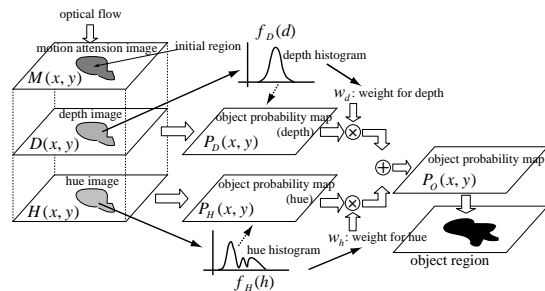 optical flow
motion attension image
initial region
M(x, y)
f_D(d)
depth histogram
w_d: weight for depth
depth image
D(x, y)
object probability map
(depth)
P_D(x, y)
hue image
H(x, y)
object probability map
(hue)
P_H(x, y)
object probability map
P_O(x, y)
w_h: weight for hue
hue histogram
f_H(h)
object region